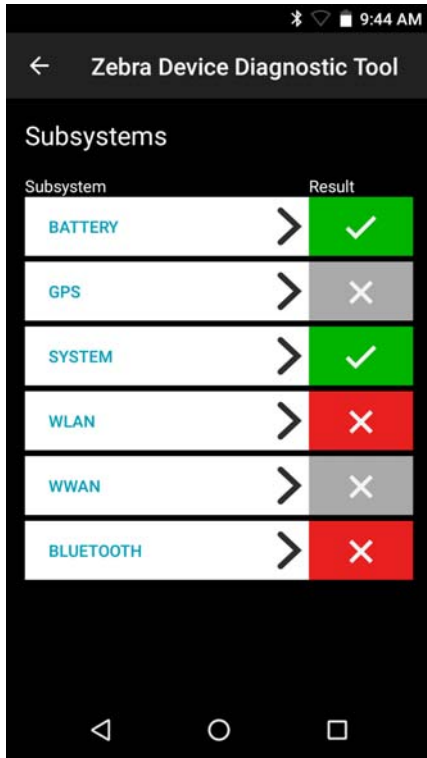 9:44 AM
Zebra Device Diagnostic Tool
Subsystems
Subsystem Result
BATTERY
GPS
SYSTEM
WLAN
WWAN
BLUETOOTH